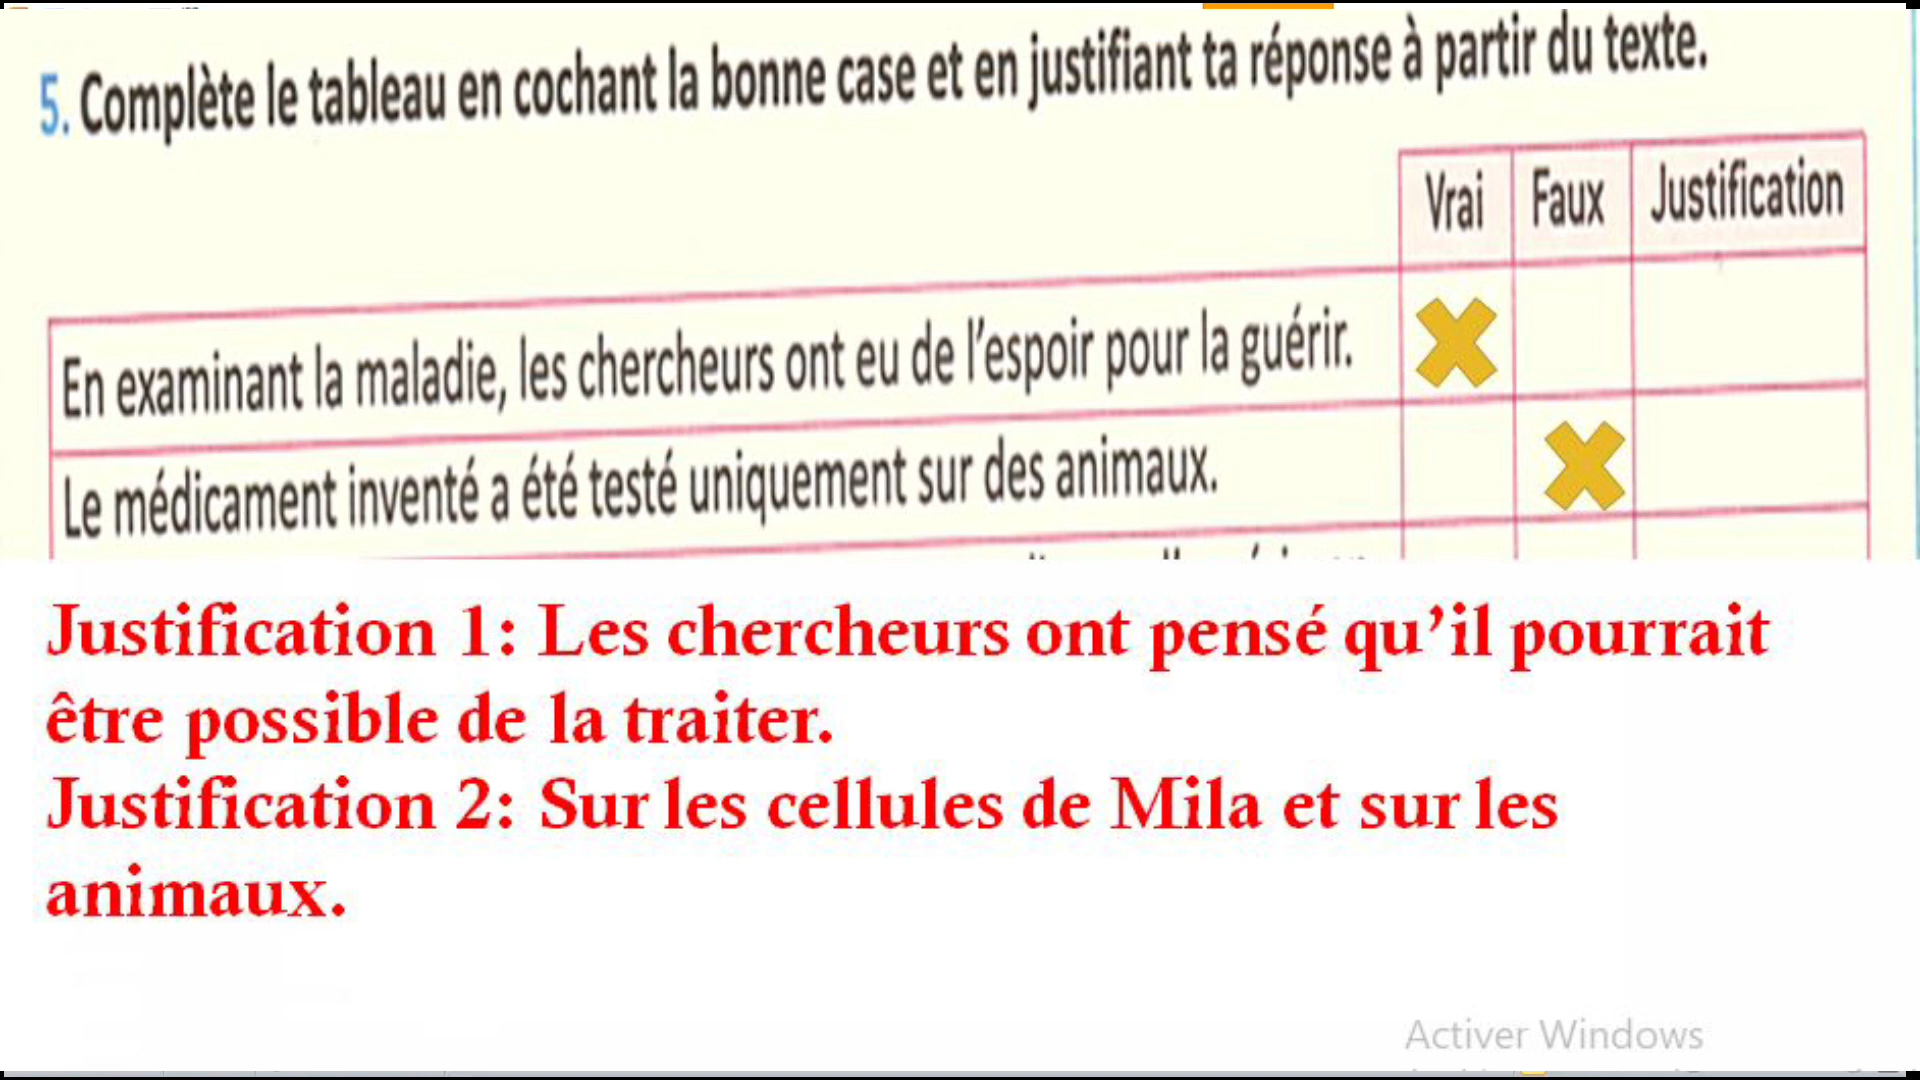 5. Complète le tableau en cochant la bonne case et en justifiant ta réponse à partir du texte.
Vrai Faux Justification
En examinant la maladie, les chercheurs ont eu de l'espoir pour la guérir.
Le médicament inventé a été testé uniquement sur des animaux.
Justification 1: Les chercheurs ont pensé qu’il pourrait
être possible de la traiter.
Justification 2: Sur les cellules de Mila et sur les
animaux.
Activer Windows